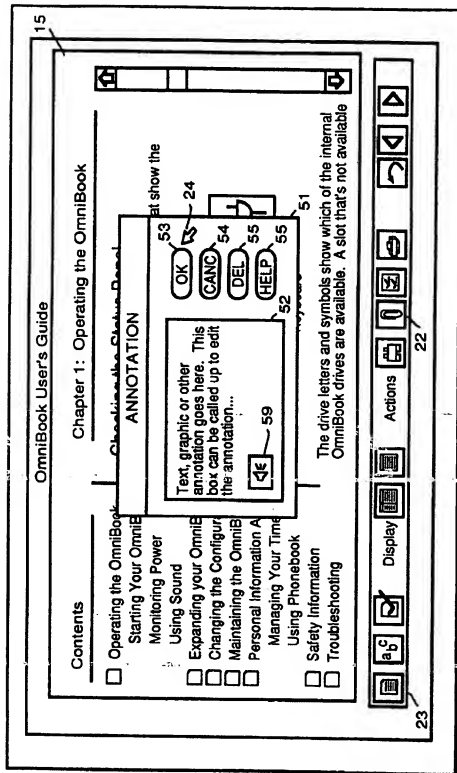 15
OmniBook User's Guide
Contents
Operating the OmniBook
Starting Your OmniB
Monitoring Power
Using Sound
Expanding your OmniB
Changing the Configura
Maintaining the OmniB
Personal Information A
Managing Your Time
Using Phonebook
Safety Information
Troubleshooting
Chapter 1: Operating the OmniBook
at show the
ANNOTATION
Text, graphic or other
annotation goes here. This
box can be called up to edit
the annotation...
59
52
OK
CANC
DEL
HELP
53
24
54
55
55
51
The drive letters and symbols show which of the internal
OmniBook drives are available. A slot that's not available
23
abc
Display
Actions
22